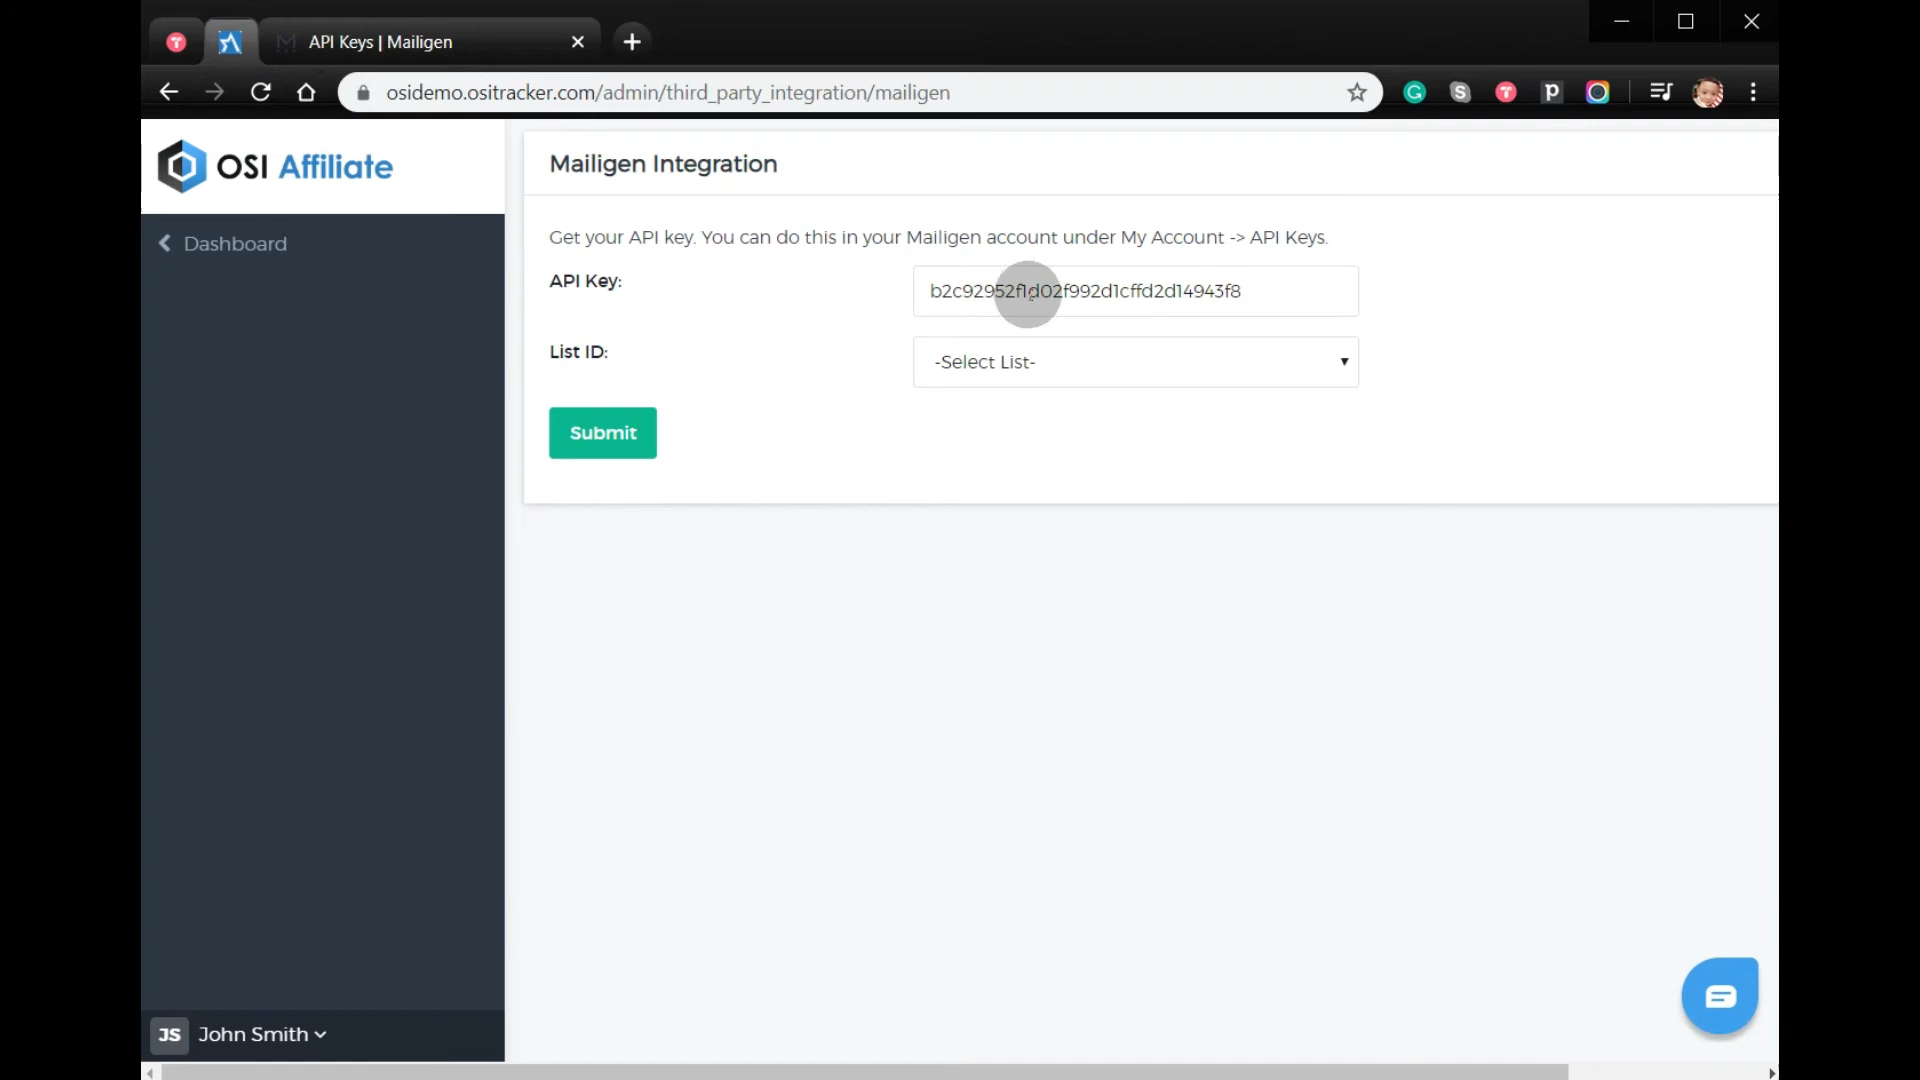 API Keys | Mailigen
osidemo.ositracker.com/admin/third_party_integration/mailigen
OSI Affiliate
Mailigen Integration
Dashboard
Get your API key. You can do this in your Mailigen account under My Account -> API Keys.
API Key:
b2c92952f1d02f992d1cffd2d14943f8
List ID:
-Select List-
Submit
JS John Smith